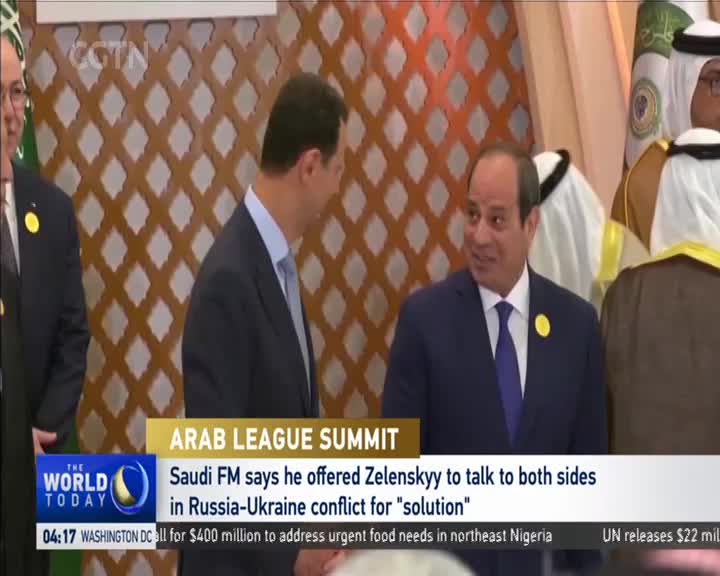 CGTN
ARAB LEAGUE SUMMIT
THE WORLD TODAY
Saudi FM says he offered Zelenskyy to talk to both sides
in Russia-Ukraine conflict for "solution"
04:17 WASHINGTON DC all for $400 million to address urgent food needs in northeast Nigeria UN releases $22 mil